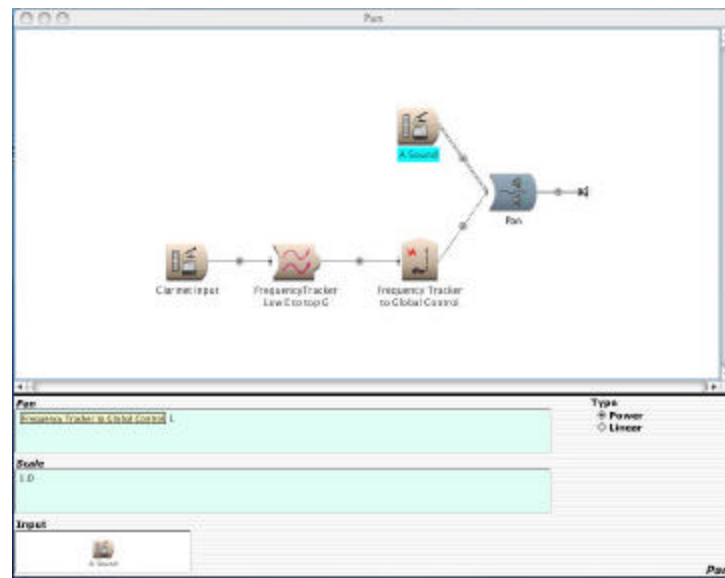 Pan
A Sound
Pan
Clarinet input
FrequencyTracker
Low E to top G
Frequency Tracker
to Global Control
Pan
Frequency Tracker to Global Control L
Type
Power
Linear
Scale
1.0
Input
A Sound
Pan